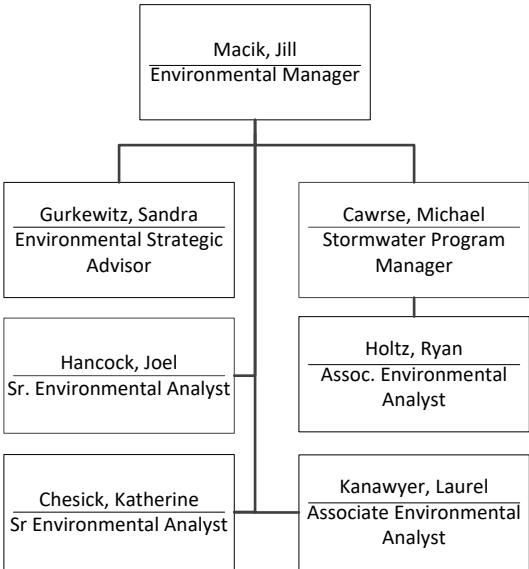 Macik, Jill
Environmental Manager
Gurkewitz, Sandra
Environmental Strategic
Advisor
Cawrse, Michael
Stormwater Program
Manager
Hancock, Joel
Sr. Environmental Analyst
Holtz, Ryan
Assoc. Environmental
Analyst
Chesick, Katherine
Sr Environmental Analyst
Kanawyer, Laurel
Associate Environmental
Analyst